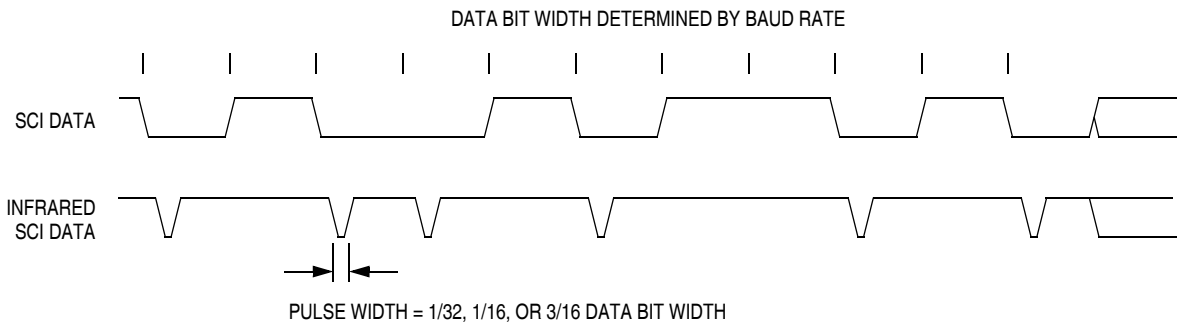 DATA BIT WIDTH DETERMINED BY BAUD RATE
SCI DATA
INFRARED
SCI DATA
PULSE WIDTH = 1/32, 1/16, OR 3/16 DATA BIT WIDTH